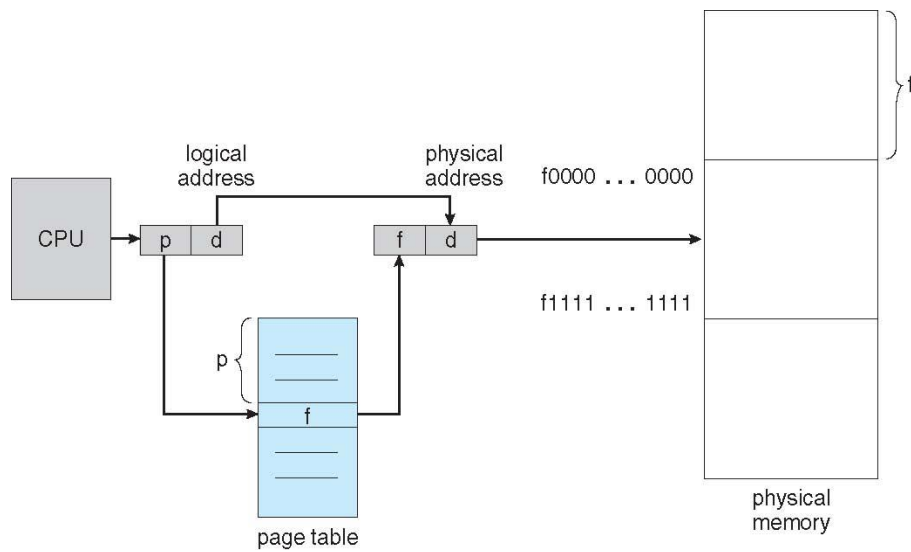 f
logical
address
physical
address
f0000 ... 0000
CPU
p
d
f
d
f1111 ... 1111
p
f
page table
physical
memory